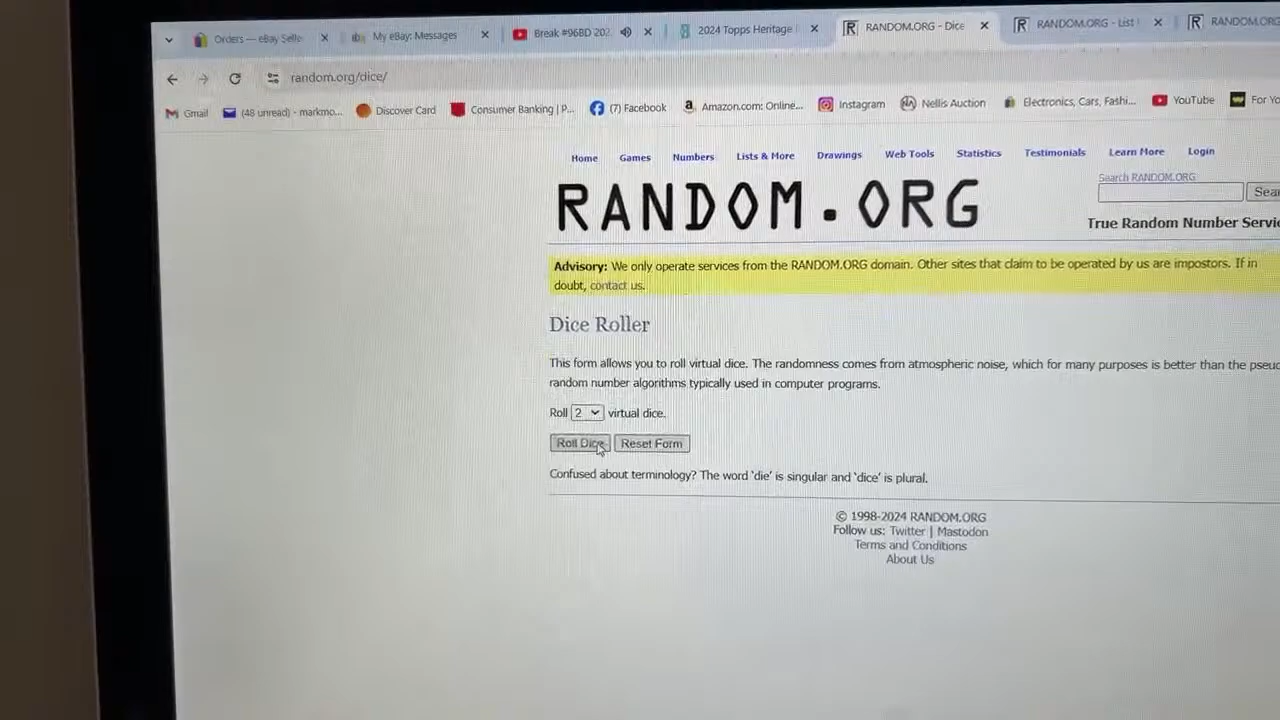 Orders — eBay Selle
My eBay: Messages
Break #96BD 202
2024 Topps Heritage
RANDOM.ORG - Dice
RANDOM.ORG - List
RANDOM.ORG
random.org/dice/
Gmail
(48 unread) - markmo...
Discover Card
Consumer Banking | P...
(7) Facebook
Amazon.com: Online...
Instagram
Nellis Auction
Electronics, Cars, Fashi...
YouTube
For Yo
Home Games Numbers Lists & More Drawings Web Tools Statistics Testimonials Learn More Login
RANDOM.ORG
Search RANDOM.ORG
Sear
True Random Number Servic
Advisory: We only operate services from the RANDOM.ORG domain. Other sites that claim to be operated by us are impostors. If in
doubt, contact us.
Dice Roller
This form allows you to roll virtual dice. The randomness comes from atmospheric noise, which for many purposes is better than the pseudo
random number algorithms typically used in computer programs.
Roll 2 virtual dice.
Roll Dice Reset Form
Confused about terminology? The word 'die' is singular and 'dice' is plural.
© 1998-2024 RANDOM.ORG
Follow us: Twitter | Mastodon
Terms and Conditions
About Us